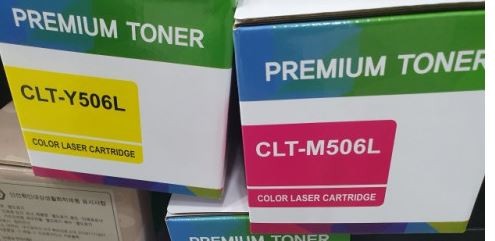 PREMIUM TONER
CLT-Y506L
COLOR LASER CARTRIDGE
PREMIUM TONER
CLT-M506L
COLOR LASER CARTRIDGE
PREMIUM TONER